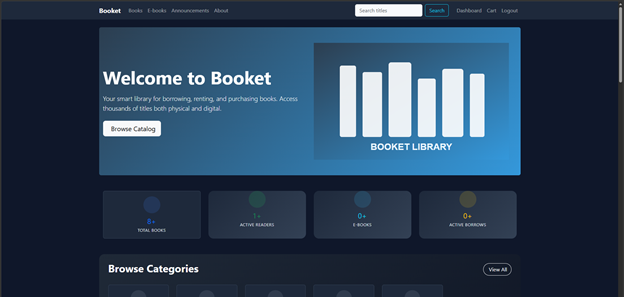 Booket Books E-books Announcements About Search titles Search Dashboard Cart Logout
Welcome to Booket
Your smart library for borrowing, renting, and purchasing books. Access
thousands of titles both physical and digital.
Browse Catalog
BOOKET LIBRARY
8+ 1+ 0+ 0+
TOTAL BOOKS ACTIVE READERS E-BOOKS ACTIVE BORROWS
Browse Categories View All